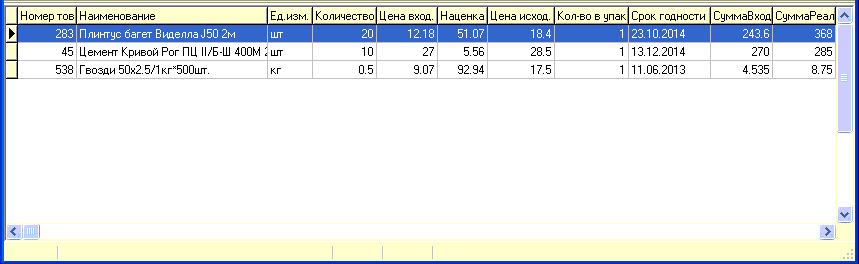 Номер тов Наименование Ед.изм. Количество Цена вход. Наценка Цена исход. Кол-во в упак Срок годности СуммаВход СуммаРеал
283 Плинтус багет Виделла J50 2м шт 20 12.18 51.07 18.4 1 23.10.2014 243.6 368
45 Цемент Кривой Рог ПЦ II/Б-Ш 400М 2 шт 10 27 5.56 28.5 1 13.12.2014 270 285
538 Гвозди 50х2.5/1кг*500шт. кг 0.5 9.07 92.94 17.5 1 11.06.2013 4.535 8.75